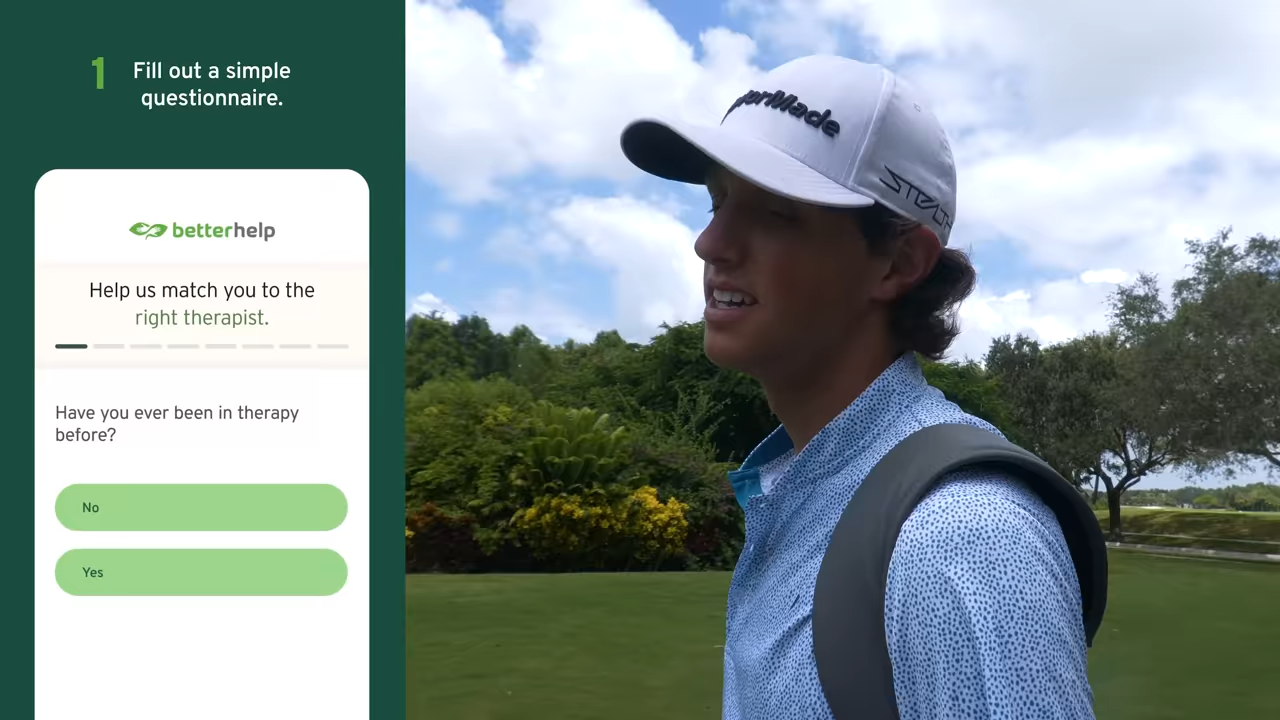 1
Fill out a simple
questionnaire.
betterhelp
Help us match you to the
right therapist.
Have you ever been in therapy
before?
No
Yes
STEALTH